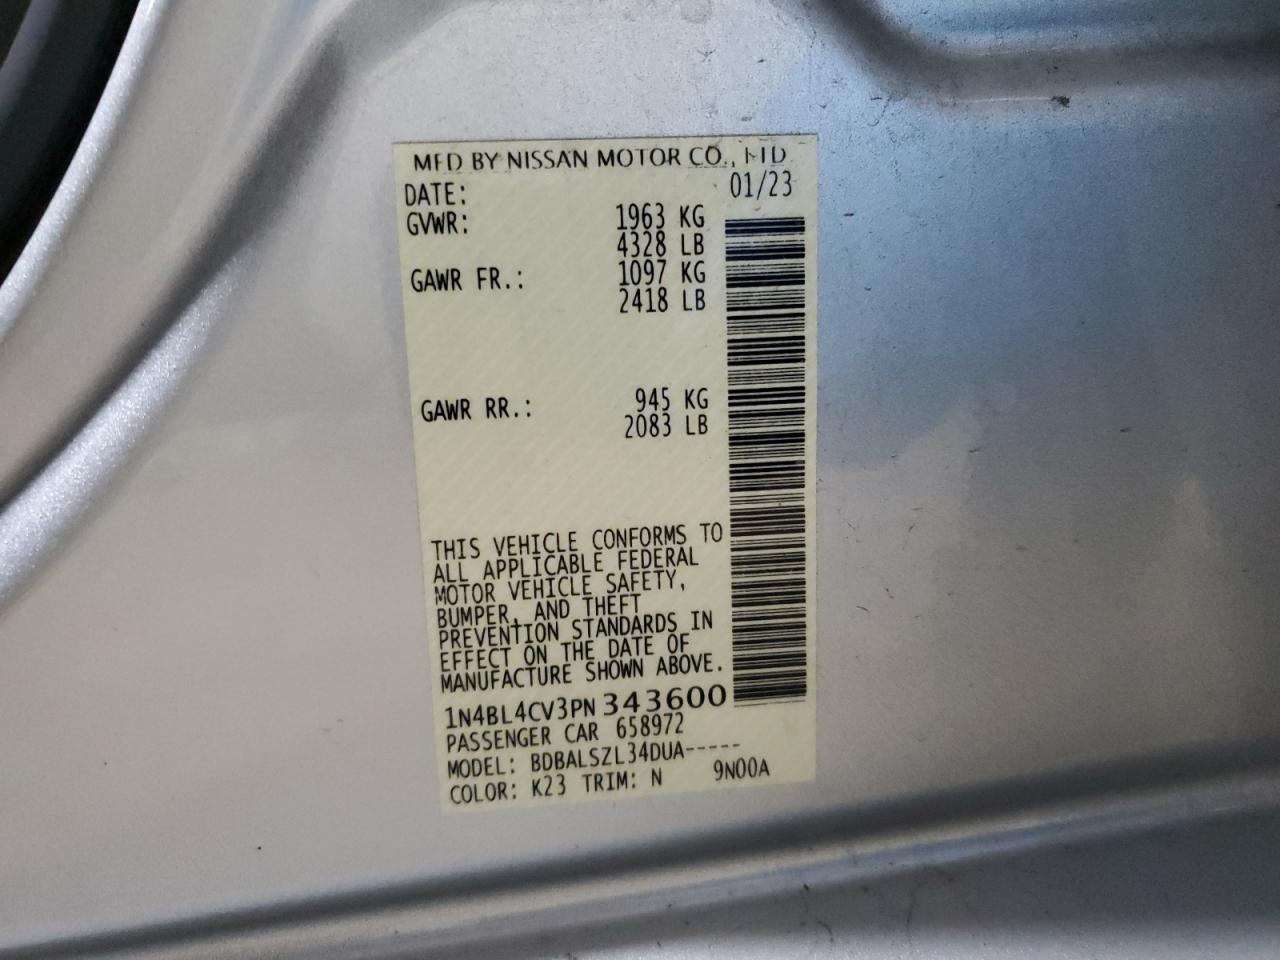 MFD BY NISSAN MOTOR CO., LTD
DATE: 01/23
GVWR: 1963 KG
4328 LB
GAWR FR.: 1097 KG
2418 LB
GAWR RR.: 945 KG
2083 LB
THIS VEHICLE CONFORMS TO
ALL APPLICABLE FEDERAL
MOTOR VEHICLE SAFETY,
BUMPER, AND THEFT
PREVENTION STANDARDS IN
EFFECT ON THE DATE OF
MANUFACTURE SHOWN ABOVE.
1N4BL4CV3PN343600
PASSENGER CAR 658972
MODEL: BDBALSZL34DUA-----
COLOR: K23 TRIM: N 9N00A